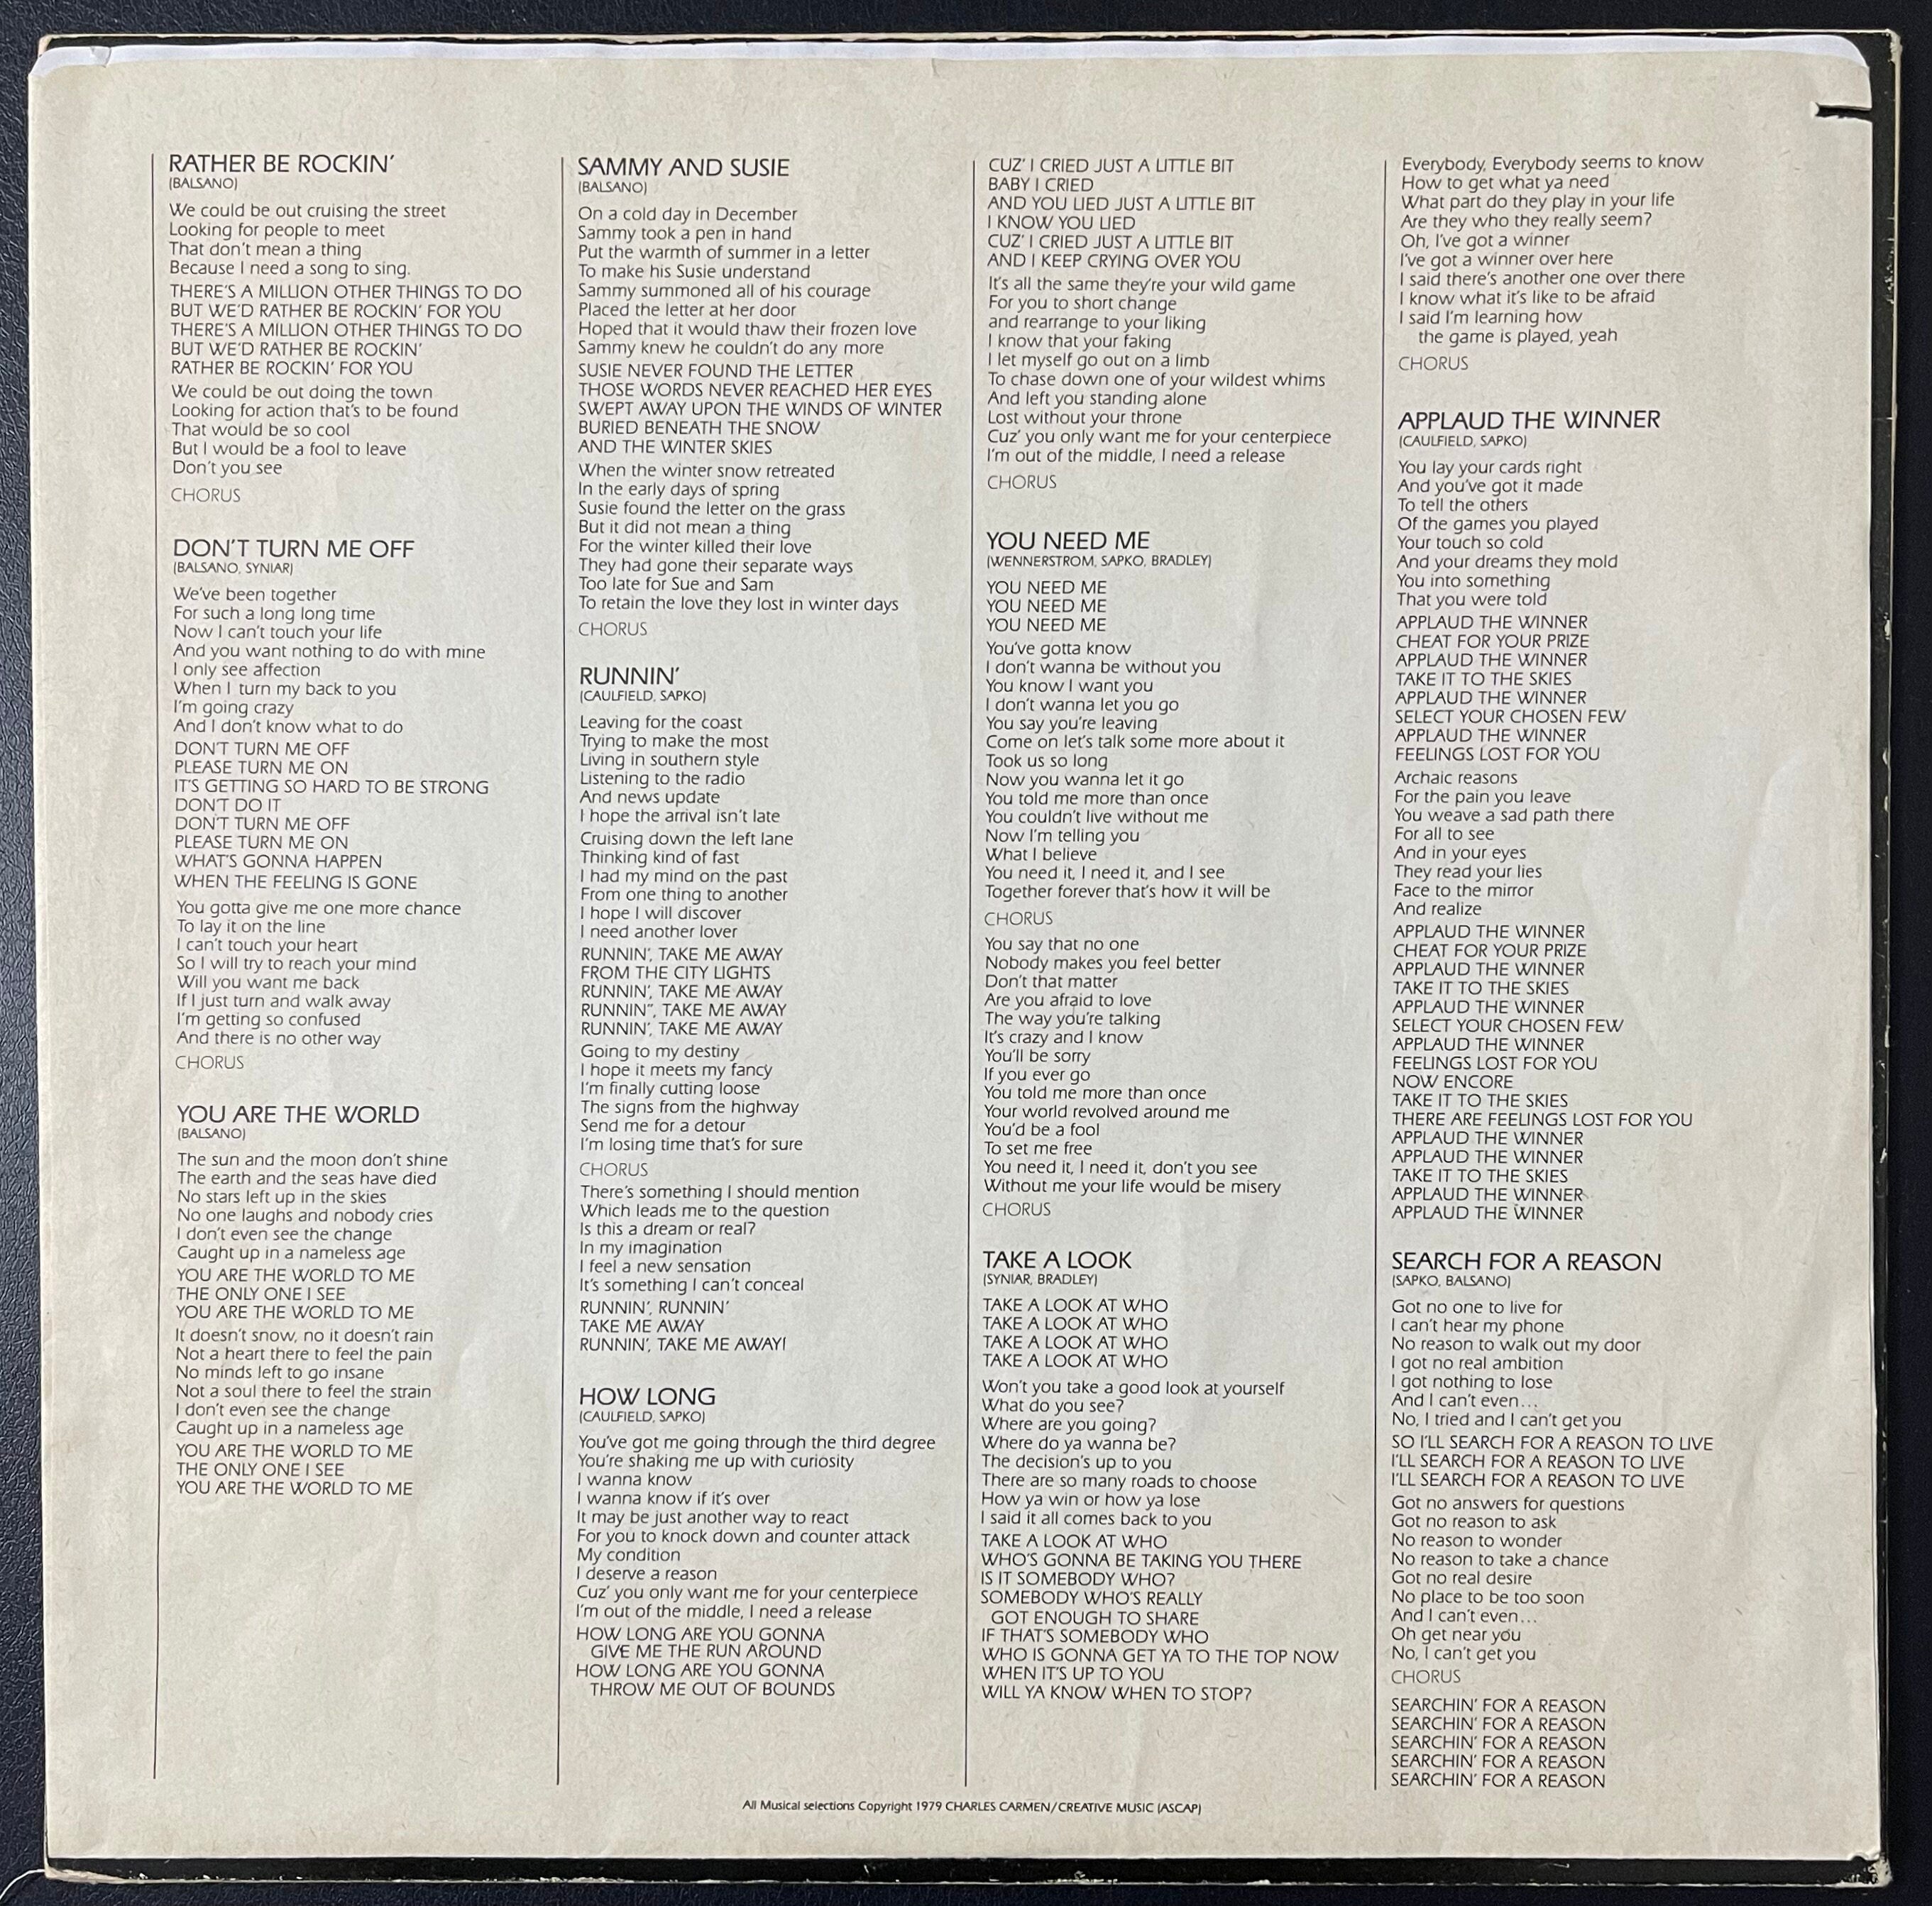 RATHER BE ROCKIN'
(BALSANO)
We could be out cruising the street
Looking for people to meet
That don't mean a thing
Because I need a song to sing.
THERE'S A MILLION OTHER THINGS TO DO
BUT WE'D RATHER BE ROCKIN' FOR YOU
THERE'S A MILLION OTHER THINGS TO DO
BUT WE'D RATHER BE ROCKIN'
RATHER BE ROCKIN' FOR YOU
We could be out doing the town
Looking for action that's to be found
That would be so cool
But I would be a fool to leave
Don't you see
CHORUS
DON'T TURN ME OFF
(BALSANO, SYNIAR)
We've been together
For such a long long time
Now I can't touch your life
And you want nothing to do with mine
I only see affection
When I turn my back to you
I'm going crazy
And I don't know what to do
DON'T TURN ME OFF
PLEASE TURN ME ON
IT'S GETTING SO HARD TO BE STRONG
DON'T DO IT
DON'T TURN ME OFF
PLEASE TURN ME ON
WHAT'S GONNA HAPPEN
WHEN THE FEELING IS GONE
You gotta give me one more chance
To lay it on the line
I can't touch your heart
So I will try to reach your mind
Will you want me back
If I just turn and walk away
I'm getting so confused
And there is no other way
CHORUS
YOU ARE THE WORLD
(BALSANO)
The sun and the moon don't shine
The earth and the seas have died
No stars left up in the skies
No one laughs and nobody cries
I don't even see the change
Caught up in a nameless age
YOU ARE THE WORLD TO ME
THE ONLY ONE I SEE
YOU ARE THE WORLD TO ME
It doesn't snow, no it doesn't rain
Not a heart there to feel the pain
No minds left to go insane
Not a soul there to feel the strain
I don't even see the change
Caught up in a nameless age
YOU ARE THE WORLD TO ME
THE ONLY ONE I SEE
YOU ARE THE WORLD TO ME
SAMMY AND SUSIE
(BALSANO)
On a cold day in December
Sammy took a pen in hand
Put the warmth of summer in a letter
To make his Susie understand
Sammy summoned all of his courage
Placed the letter at her door
Hoped that it would thaw their frozen love
Sammy knew he couldn't do any more
SUSIE NEVER FOUND THE LETTER
THOSE WORDS NEVER REACHED HER EYES
SWEPT AWAY UPON THE WINDS OF WINTER
BURIED BENEATH THE SNOW
AND THE WINTER SKIES
When the winter snow retreated
In the early days of spring
Susie found the letter on the grass
But it did not mean a thing
For the winter killed their love
They had gone their separate ways
Too late for Sue and Sam
To retain the love they lost in winter days
CHORUS
RUNNIN'
(CAULFIELD, SAPKO)
Leaving for the coast
Trying to make the most
Living in southern style
Listening to the radio
And news update
I hope the arrival isn't late
Cruising down the left lane
Thinking kind of fast
I had my mind on the past
From one thing to another
I hope I will discover
I need another lover
RUNNIN', TAKE ME AWAY
FROM THE CITY LIGHTS
RUNNIN', TAKE ME AWAY
RUNNIN'', TAKE ME AWAY
RUNNIN', TAKE ME AWAY
Going to my destiny
I hope it meets my fancy
I'm finally cutting loose
The signs from the highway
Send me for a detour
I'm losing time that's for sure
CHORUS
There's something I should mention
Which leads me to the question
Is this a dream or real?
In my imagination
I feel a new sensation
It's something I can't conceal
RUNNIN', RUNNIN'
TAKE ME AWAY
RUNNIN', TAKE ME AWAY!
HOW LONG
(CAULFIELD, SAPKO)
You've got me going through the third degree
You're shaking me up with curiosity
I wanna know
I wanna know if it's over
It may be just another way to react
For you to knock down and counter attack
My condition
I deserve a reason
Cuz' you only want me for your centerpiece
I'm out of the middle, I need a release
HOW LONG ARE YOU GONNA
GIVE ME THE RUN AROUND
HOW LONG ARE YOU GONNA
THROW ME OUT OF BOUNDS
CUZ' I CRIED JUST A LITTLE BIT
BABY I CRIED
AND YOU LIED JUST A LITTLE BIT
I KNOW YOU LIED
CUZ' I CRIED JUST A LITTLE BIT
AND I KEEP CRYING OVER YOU
It's all the same they're your wild game
For you to short change
and rearrange to your liking
I know that your faking
I let myself go out on a limb
To chase down one of your wildest whims
And left you standing alone
Lost without your throne
Cuz' you only want me for your centerpiece
I'm out of the middle, I need a release
CHORUS
YOU NEED ME
(WENNERSTROM, SAPKO, BRADLEY)
YOU NEED ME
YOU NEED ME
YOU NEED ME
You've gotta know
I don't wanna be without you
You know I want you
I don't wanna let you go
You say you're leaving
Come on let's talk some more about it
Took us so long
Now you wanna let it go
You told me more than once
You couldn't live without me
Now I'm telling you
What I believe
You need it, I need it, and I see
Together forever that's how it will be
CHORUS
You say that no one
Nobody makes you feel better
Don't that matter
Are you afraid to love
The way you're talking
It's crazy and I know
You'll be sorry
If you ever go
You told me more than once
Your world revolved around me
You'd be a fool
To set me free
You need it, I need it, don't you see
Without me your life would be misery
CHORUS
TAKE A LOOK
(SYNIAR, BRADLEY)
TAKE A LOOK AT WHO
TAKE A LOOK AT WHO
TAKE A LOOK AT WHO
TAKE A LOOK AT WHO
Won't you take a good look at yourself
What do you see?
Where are you going?
Where do ya wanna be?
The decision's up to you
There are so many roads to choose
How ya win or how ya lose
I said it all comes back to you
TAKE A LOOK AT WHO
WHO'S GONNA BE TAKING YOU THERE
IS IT SOMEBODY WHO?
SOMEBODY WHO'S REALLY
GOT ENOUGH TO SHARE
IF THAT'S SOMEBODY WHO
WHO IS GONNA GET YA TO THE TOP NOW
WHEN IT'S UP TO YOU
WILL YA KNOW WHEN TO STOP?
Everybody, Everybody seems to know
How to get what ya need
What part do they play in your life
Are they who they really seem?
Oh, I've got a winner
I've got a winner over here
I said there's another one over there
I know what it's like to be afraid
I said I'm learning how
the game is played, yeah
CHORUS
APPLAUD THE WINNER
(CAULFIELD, SAPKO)
You lay your cards right
And you've got it made
To tell the others
Of the games you played
Your touch so cold
And your dreams they mold
You into something
That you were told
APPLAUD THE WINNER
CHEAT FOR YOUR PRIZE
APPLAUD THE WINNER
TAKE IT TO THE SKIES
APPLAUD THE WINNER
SELECT YOUR CHOSEN FEW
APPLAUD THE WINNER
FEELINGS LOST FOR YOU
Archaic reasons
For the pain you leave
You weave a sad path there
For all to see
And in your eyes
They read your lies
Face to the mirror
And realize
APPLAUD THE WINNER
CHEAT FOR YOUR PRIZE
APPLAUD THE WINNER
TAKE IT TO THE SKIES
APPLAUD THE WINNER
SELECT YOUR CHOSEN FEW
APPLAUD THE WINNER
FEELINGS LOST FOR YOU
NOW ENCORE
TAKE IT TO THE SKIES
THERE ARE FEELINGS LOST FOR YOU
APPLAUD THE WINNER
APPLAUD THE WINNER
TAKE IT TO THE SKIES
APPLAUD THE WINNER
APPLAUD THE WINNER
SEARCH FOR A REASON
(SAPKO, BALSANO)
Got no one to live for
I can't hear my phone
No reason to walk out my door
I got no real ambition
I got nothing to lose
And I can't even...
No, I tried and I can't get you
SO I'LL SEARCH FOR A REASON TO LIVE
I'LL SEARCH FOR A REASON TO LIVE
I'LL SEARCH FOR A REASON TO LIVE
Got no answers for questions
Got no reason to ask
No reason to wonder
No reason to take a chance
Got no real desire
No place to be too soon
And I can't even...
Oh get near you
No, I can't get you
CHORUS
SEARCHIN' FOR A REASON
SEARCHIN' FOR A REASON
SEARCHIN' FOR A REASON
SEARCHIN' FOR A REASON
SEARCHIN' FOR A REASON
All Musical selections Copyright 1979 CHARLES CARMEN/CREATIVE MUSIC (ASCAP)